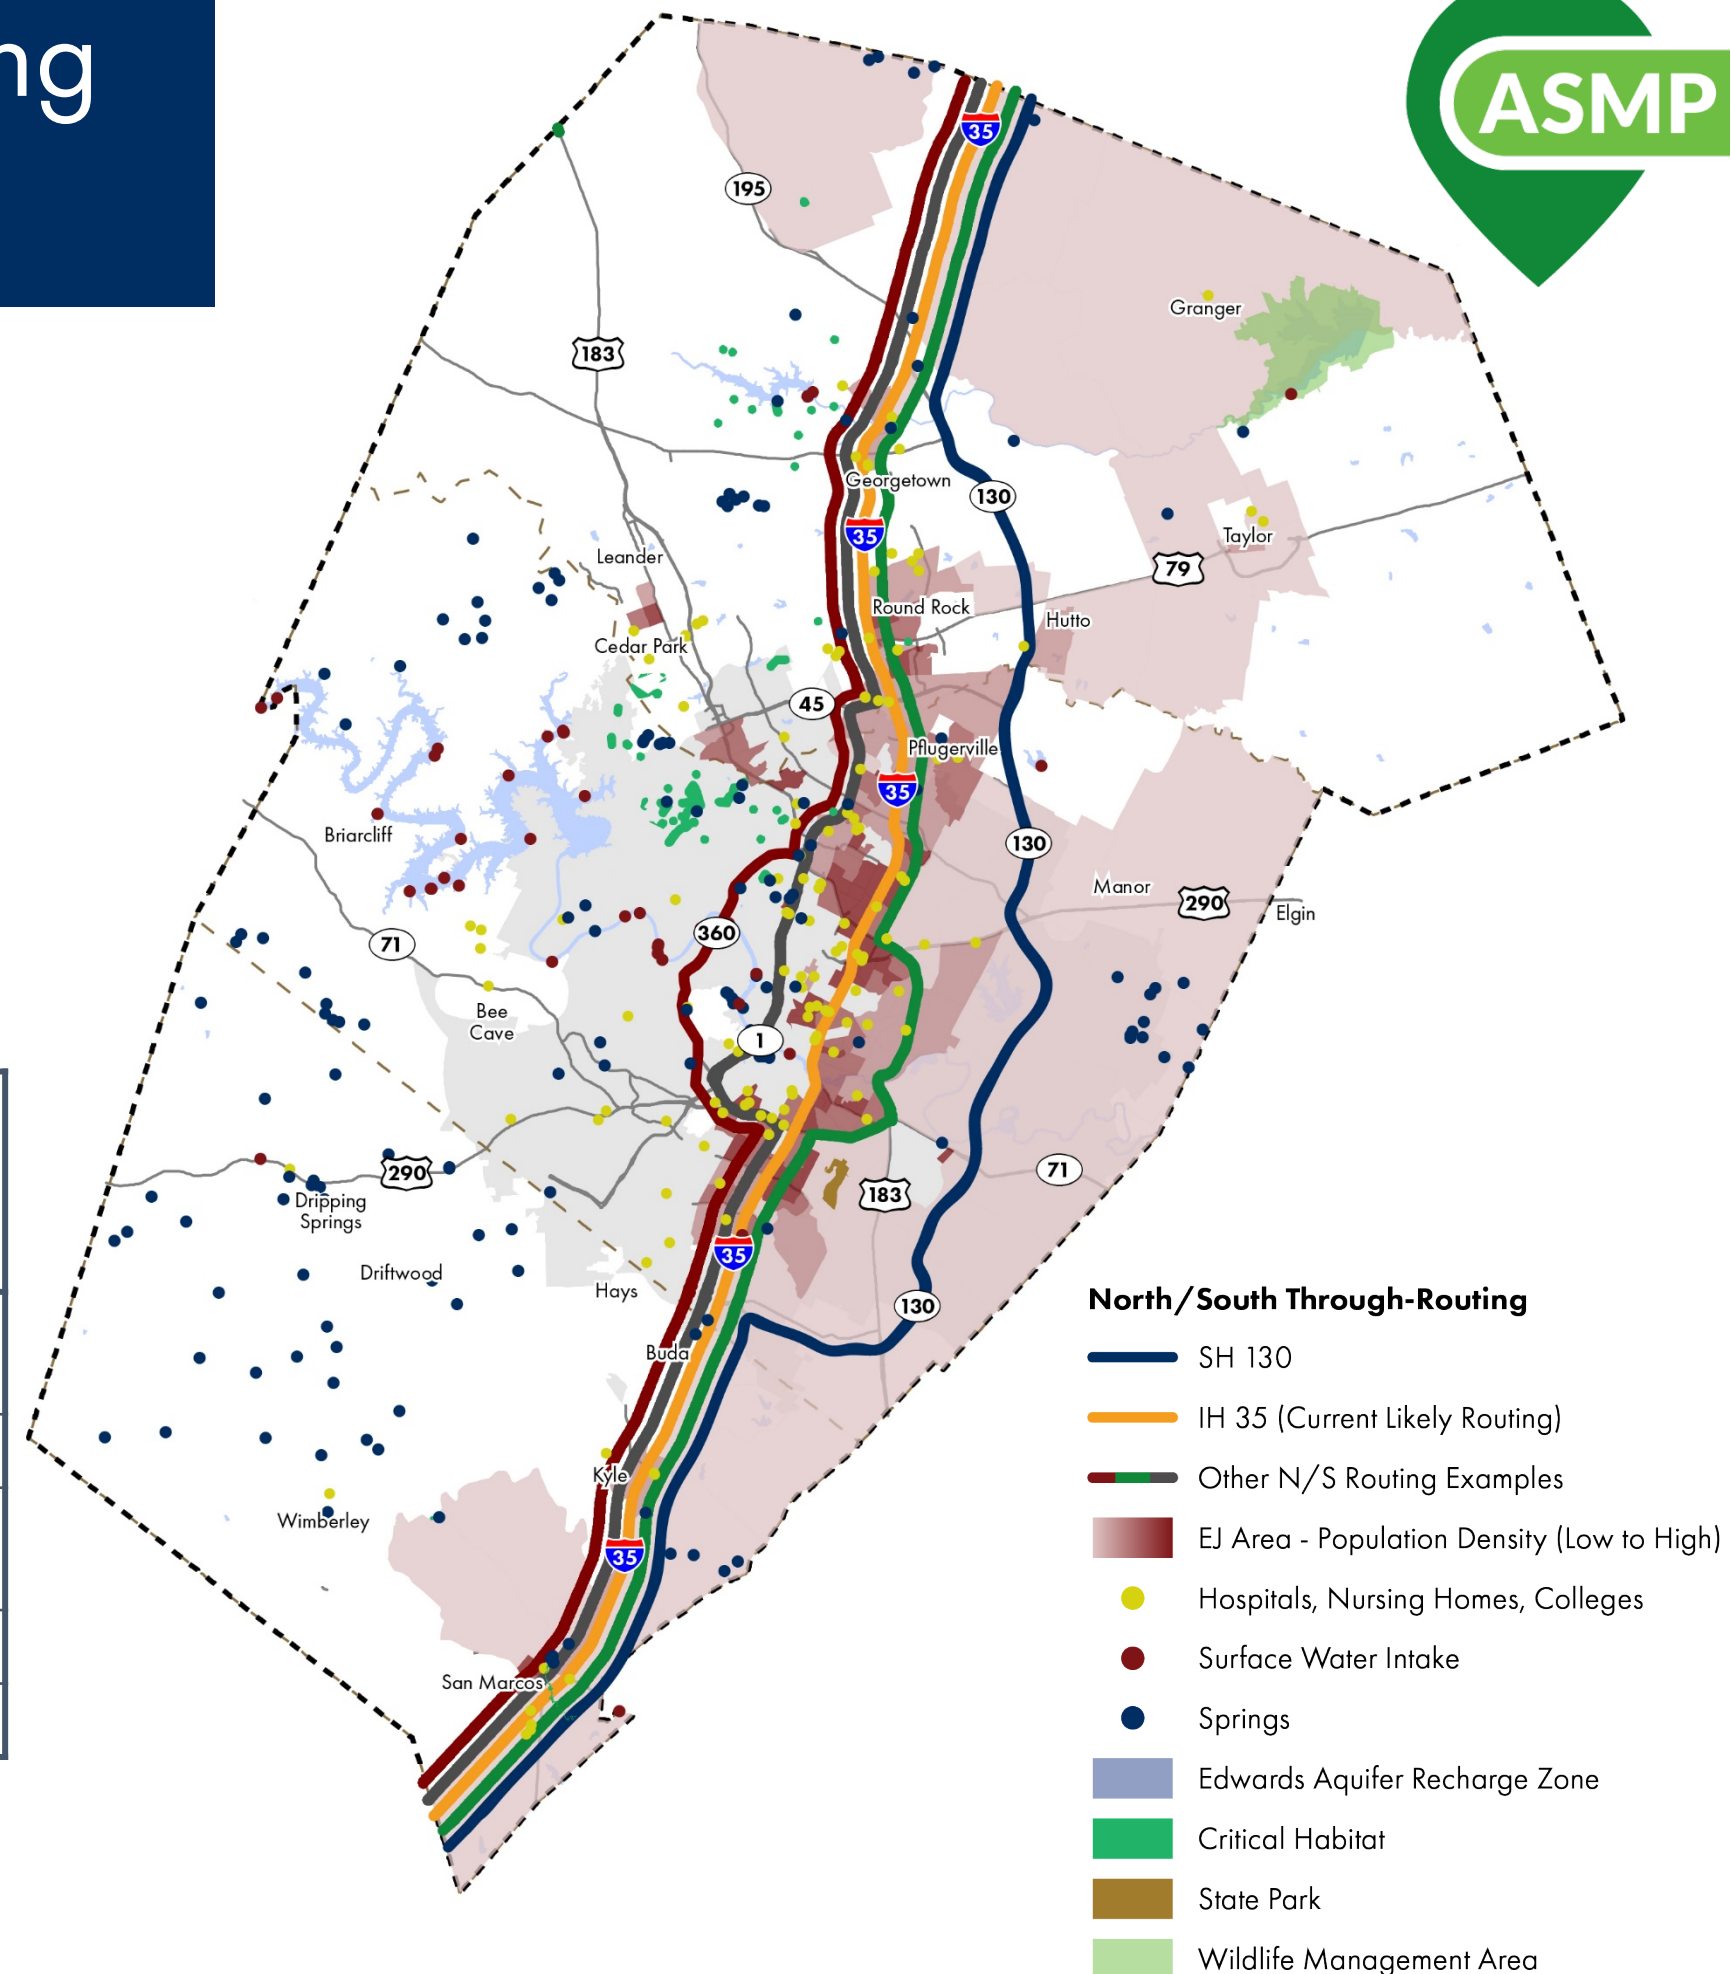 ng
ASMP
35
195
Granger
183
Georgetown
130
35
Taylor
Leander
79
Round Rock
Hutto
Cedar Park
45
Pflugerville
35
Briarcliff
130
Manor
290
Elgin
360
71
Bee
Cave
1
290
71
183
Dripping
Springs
35
Driftwood
Hays
130
Buda
Kyle
Wimberley
35
San Marcos
North/South Through-Routing
SH 130
IH 35 (Current Likely Routing)
Other N/S Routing Examples
EJ Area - Population Density (Low to High)
Hospitals, Nursing Homes, Colleges
Surface Water Intake
Springs
Edwards Aquifer Recharge Zone
Critical Habitat
State Park
Wildlife Management Area